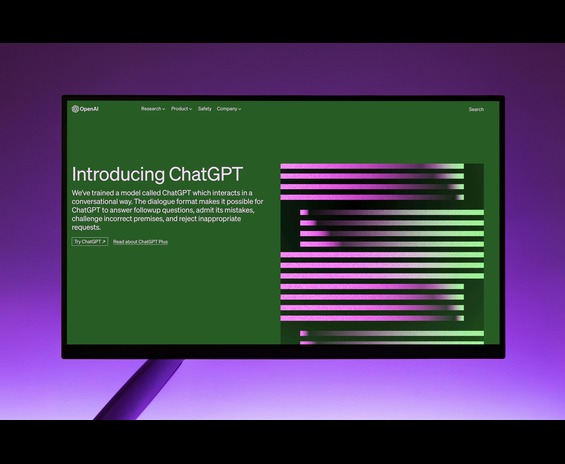 OpenAI
Research Product Safety Company
Search
Introducing ChatGPT
We've trained a model called ChatGPT which interacts in a
conversational way. The dialogue format makes it possible for
ChatGPT to answer followup questions, admit its mistakes,
challenge incorrect premises, and reject inappropriate
requests.
Try ChatGPT ↗ Read about ChatGPT Plus